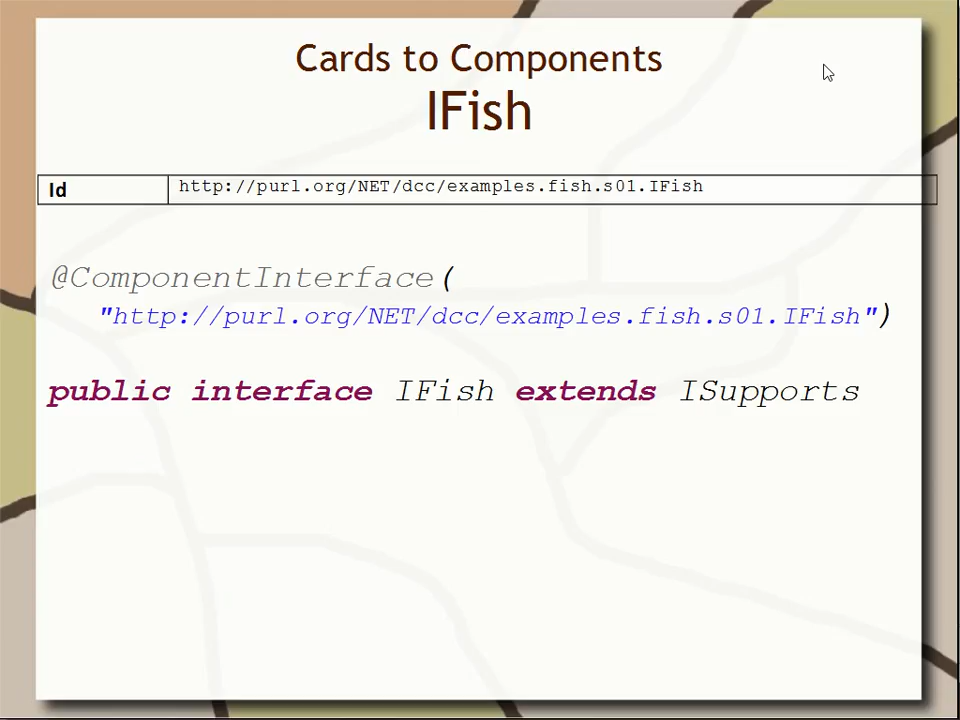 Cards to Components
IFish
Id http://purl.org/NET/dcc/examples.fish.s01.IFish
@ComponentInterface(
"http://purl.org/NET/dcc/examples.fish.s01.IFish")
public interface IFish extends ISupports